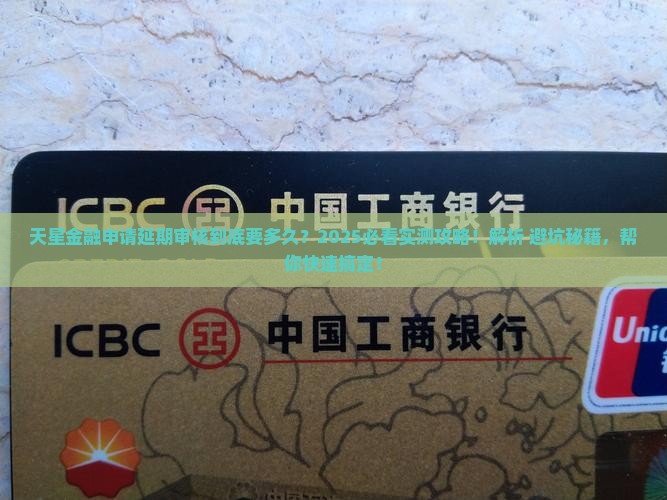 ICBC 中国工商银行
天星金融申请延期审核到底要多久？2025必看实测攻略！解析 避坑秘籍，帮
你快速搞定！
ICBC 中国工商银行
Unio